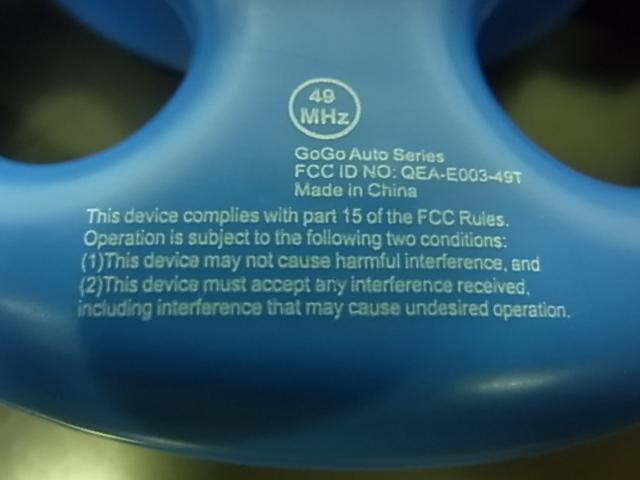 49
MHz
GoGo Auto Series
FCC ID NO: QEA-E003-49T
Made in China
This device complies with part 15 of the FCC Rules.
Operation is subject to the following two conditions:
(1)This device may not cause harmful interference, and
(2)This device must accept any interference received,
including interference that may cause undesired operation.